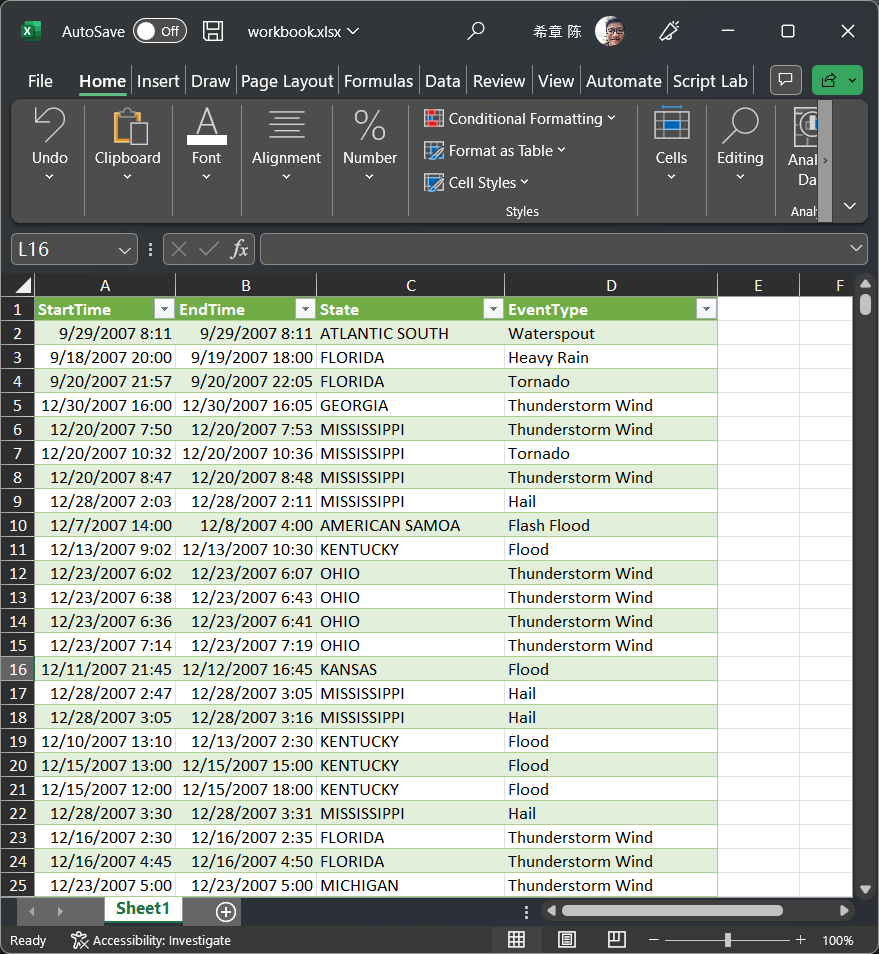 AutoSave Off workbook.xlsx 希章 陈
File Home Insert Draw Page Layout Formulas Data Review View Automate Script Lab
Undo Clipboard Font Alignment Number Conditional Formatting Format as Table Cell Styles Styles Cells Editing
L16 fx
A B C D E F
1 StartTime EndTime State EventType
2 9/29/2007 8:11 9/29/2007 8:11 ATLANTIC SOUTH Waterspout
3 9/18/2007 20:00 9/19/2007 18:00 FLORIDA Heavy Rain
4 9/20/2007 21:57 9/20/2007 22:05 FLORIDA Tornado
5 12/30/2007 16:00 12/30/2007 16:05 GEORGIA Thunderstorm Wind
6 12/20/2007 7:50 12/20/2007 7:53 MISSISSIPPI Thunderstorm Wind
7 12/20/2007 10:32 12/20/2007 10:36 MISSISSIPPI Tornado
8 12/20/2007 8:47 12/20/2007 8:48 MISSISSIPPI Thunderstorm Wind
9 12/28/2007 2:03 12/28/2007 2:11 MISSISSIPPI Hail
10 12/7/2007 14:00 12/8/2007 4:00 AMERICAN SAMOA Flash Flood
11 12/13/2007 9:02 12/13/2007 10:30 KENTUCKY Flood
12 12/23/2007 6:02 12/23/2007 6:07 OHIO Thunderstorm Wind
13 12/23/2007 6:38 12/23/2007 6:43 OHIO Thunderstorm Wind
14 12/23/2007 6:36 12/23/2007 6:41 OHIO Thunderstorm Wind
15 12/23/2007 7:14 12/23/2007 7:19 OHIO Thunderstorm Wind
16 12/11/2007 21:45 12/12/2007 16:45 KANSAS Flood
17 12/28/2007 2:47 12/28/2007 3:05 MISSISSIPPI Hail
18 12/28/2007 3:05 12/28/2007 3:16 MISSISSIPPI Hail
19 12/10/2007 13:10 12/13/2007 2:30 KENTUCKY Flood
20 12/15/2007 13:00 12/15/2007 15:00 KENTUCKY Flood
21 12/15/2007 12:00 12/15/2007 18:00 KENTUCKY Flood
22 12/28/2007 3:30 12/28/2007 3:31 MISSISSIPPI Hail
23 12/16/2007 2:30 12/16/2007 2:35 FLORIDA Thunderstorm Wind
24 12/16/2007 4:45 12/16/2007 4:50 FLORIDA Thunderstorm Wind
25 12/23/2007 5:00 12/23/2007 5:00 MICHIGAN Thunderstorm Wind
Sheet1
Ready Accessibility: Investigate 100%